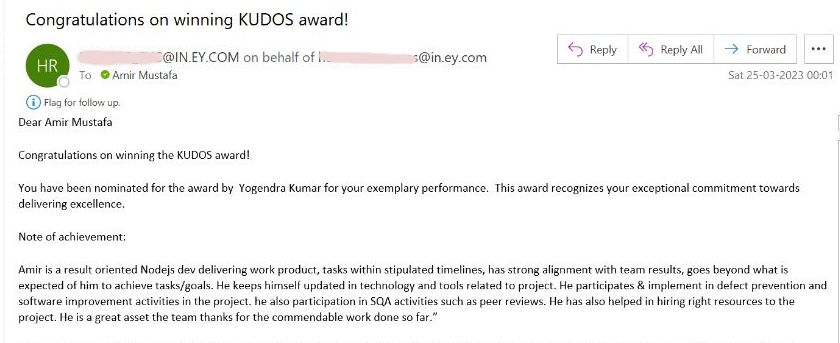 Congratulations on winning KUDOS award!
HR
@IN.EY.COM on behalf of
s@in.ey.com
To Amir Mustafa
Reply
Reply All
Forward
Sat 25-03-2023 00:01
Flag for follow up.
Dear Amir Mustafa
Congratulations on winning the KUDOS award!
You have been nominated for the award by Yogendra Kumar for your exemplary performance. This award recognizes your exceptional commitment towards
delivering excellence.
Note of achievement:
Amir is a result oriented Nodejs dev delivering work product, tasks within stipulated timelines, has strong alignment with team results, goes beyond what is
expected of him to achieve tasks/goals. He keeps himself updated in technology and tools related to project. He participates & implement in defect prevention and
software improvement activities in the project. he also participation in SQA activities such as peer reviews. He has also helped in hiring right resources to the
project. He is a great asset the team thanks for the commendable work done so far.”